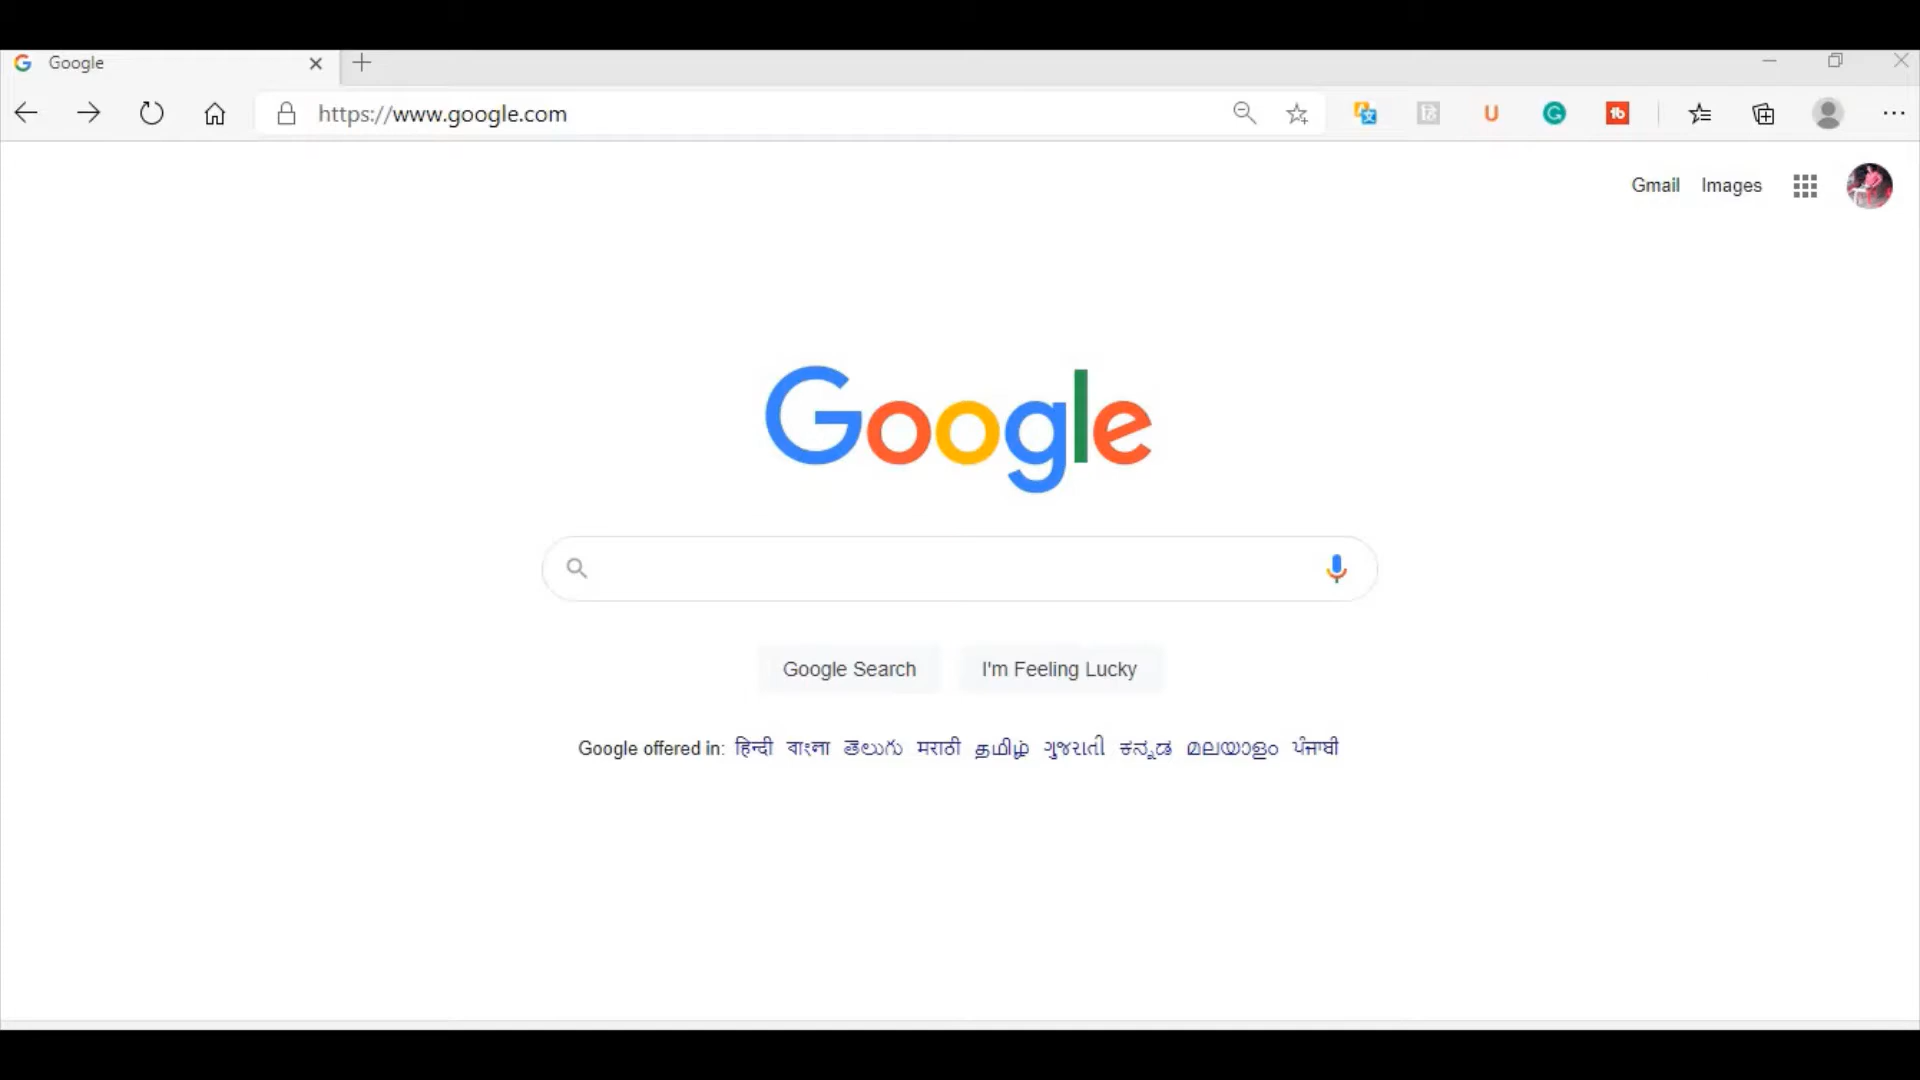 Google
https://www.google.com
Gmail Images
Google
Google Search I'm Feeling Lucky
Google offered in: हिन्दी বাংলা తెలుగు मराठी தமிழ் ગુજરાતી ಕನ್ನಡ മലയാളം ਪੰਜਾਬੀ